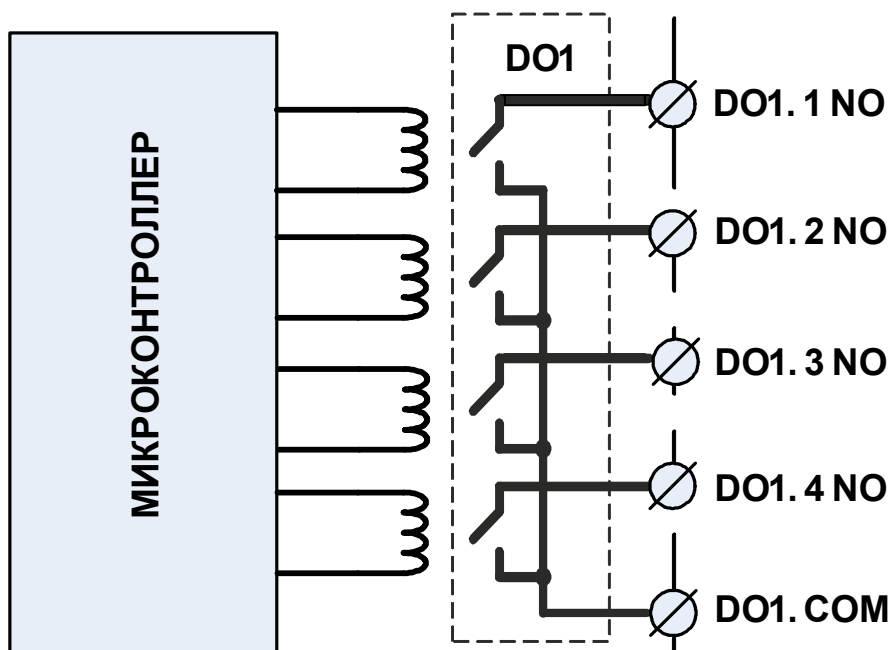 МИКРОКОНТРОЛЛЕР
DO1
DO1. 1 NO
DO1. 2 NO
DO1. 3 NO
DO1. 4 NO
DO1. COM